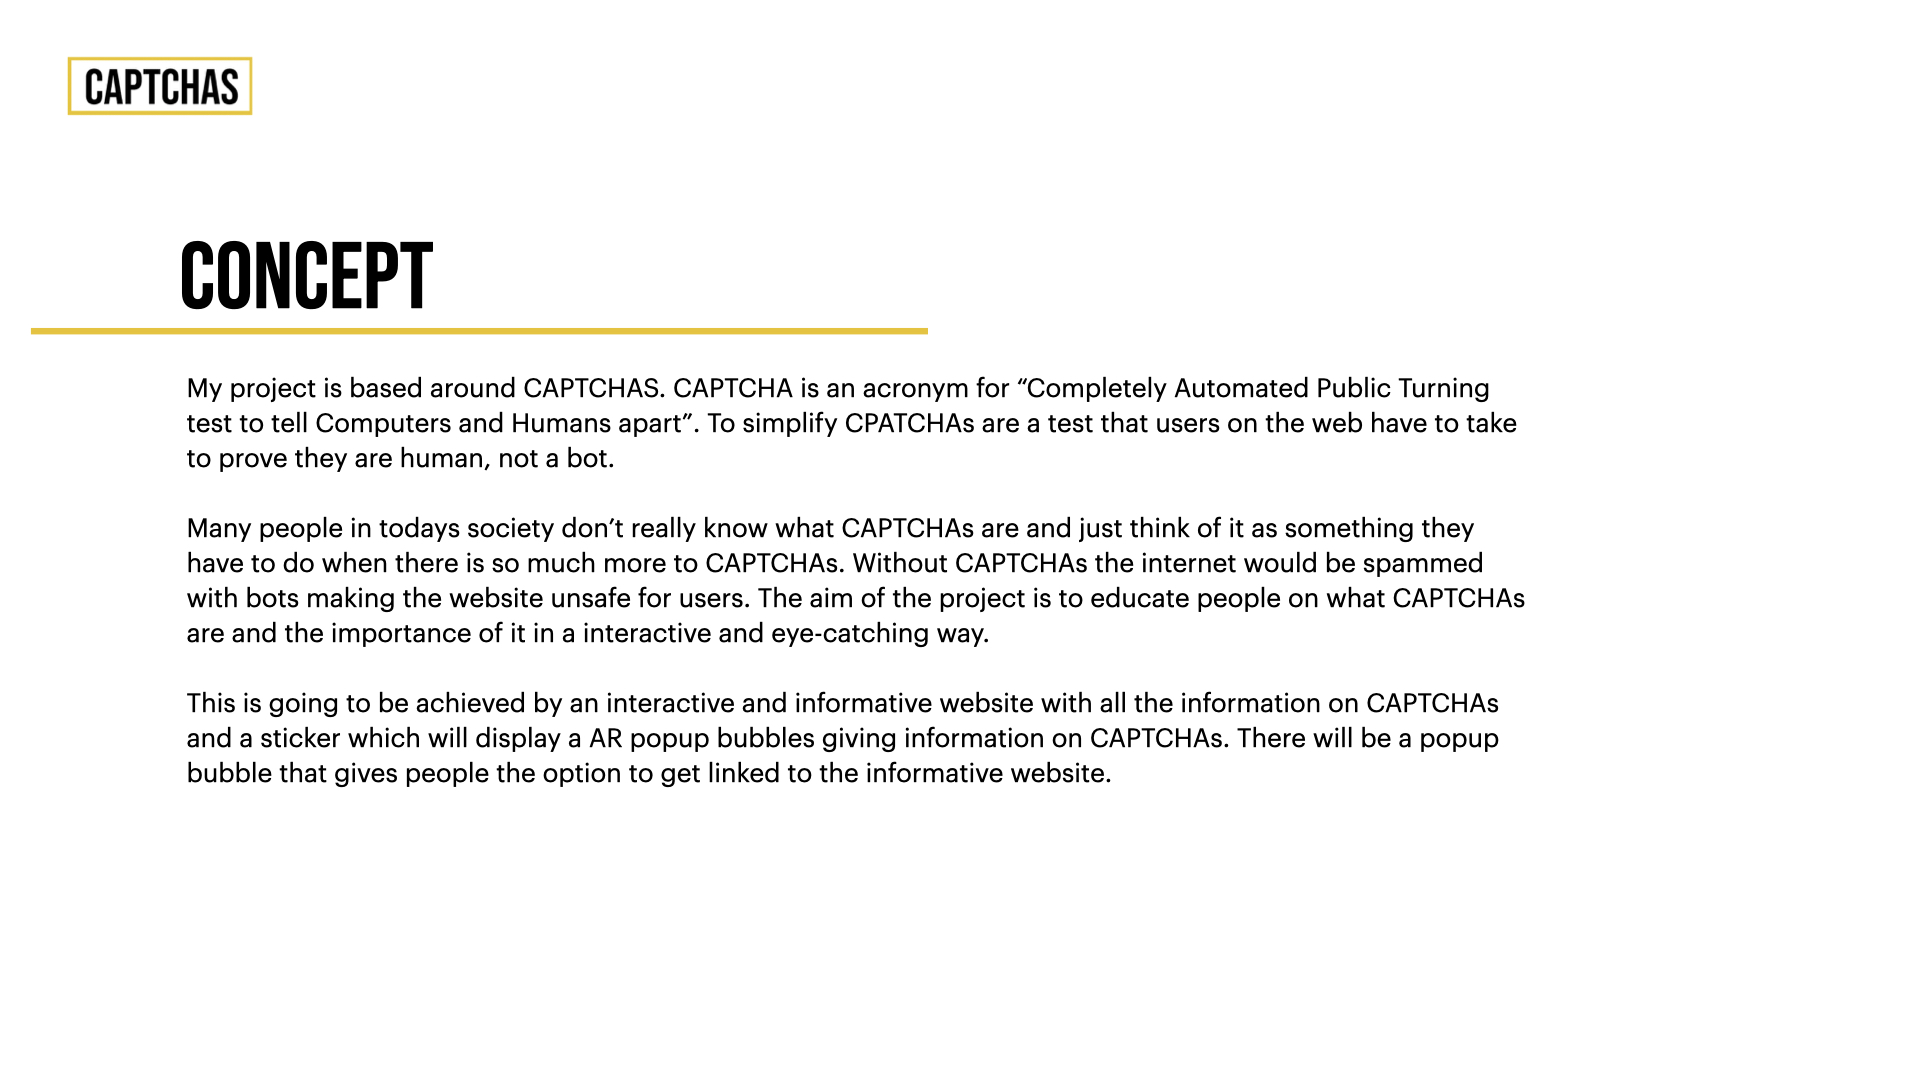 CAPTCHAS
CONCEPT
My project is based around CAPTCHAS. CAPTCHA is an acronym for “Completely Automated Public Turning
test to tell Computers and Humans apart”. To simplify CPATCHAs are a test that users on the web have to take
to prove they are human, not a bot.
Many people in todays society don’t really know what CAPTCHAs are and just think of it as something they
have to do when there is so much more to CAPTCHAs. Without CAPTCHAs the internet would be spammed
with bots making the website unsafe for users. The aim of the project is to educate people on what CAPTCHAs
are and the importance of it in a interactive and eye-catching way.
This is going to be achieved by an interactive and informative website with all the information on CAPTCHAs
and a sticker which will display a AR popup bubbles giving information on CAPTCHAs. There will be a popup
bubble that gives people the option to get linked to the informative website.